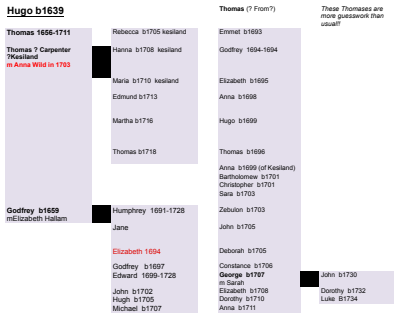 Hugo b1639
Thomas (? From?)
These Thomases are
more guesswork than
usual!!
Thomas 1656-1711
Thomas ? Carpenter
?Kesiland
m Anna Wild in 1703
Rebecca b1705 kesiland
Hanna b1708 kesiland
Maria b1710 kesiland
Edmund b1713
Martha b1716
Thomas b1718
Godfrey b1659
mElizabeth Hallam
Humphrey 1691-1728
Jane
Elizabeth 1694
Godfrey b1697
Edward 1699-1728
John b1702
Hugh b1705
Michael b1707
Emmet b1693
Godfrey 1694-1694
Elizabeth b1695
Anna b1698
Hugo b1699
Thomas b1696
Anna b1699 (of Kesiland)
Bartholomew b1701
Christopher b1701
Sara b1703
Zebulon b1703
John b1705
Deborah b1705
Constance b1706
George b1707
m Sarah
Elizabeth b1708
Dorothy b1710
Anna b1711
John b1730
Dorothy b1732
Luke B1734